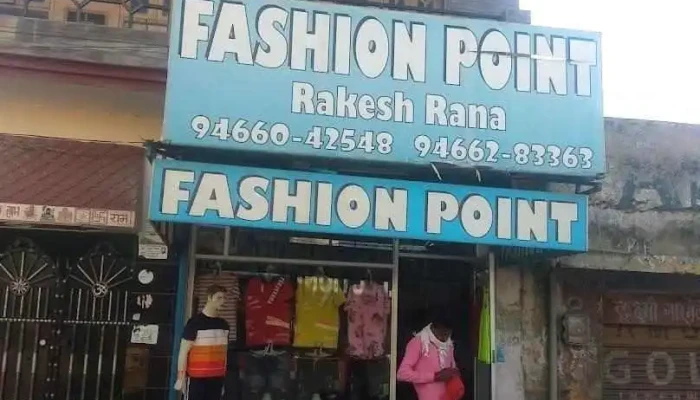 FASHION POINT
Rakesh Rana
94660-42548 94662-83363
FASHION POINT
राम